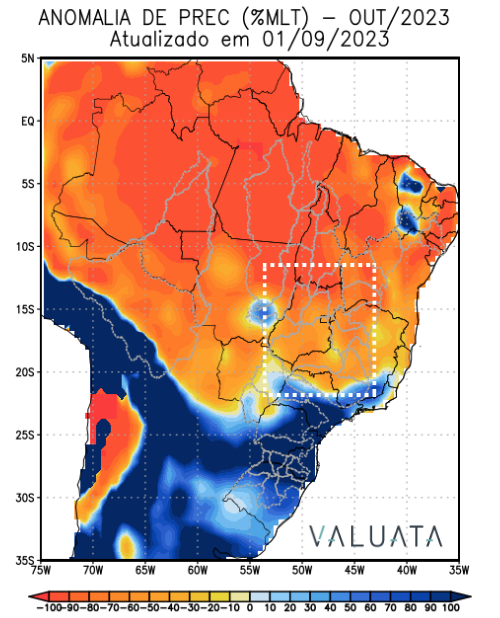 ANOMALIA DE PREC (%MLT) – OUT/2023
Atualizado em 01/09/2023
5N
EQ
5S
10S
15S
20S
25S
30S
35S
VALUATA
75W 70W 65W 60W 55W 50W 45W 40W 35W
-100-90-80-70-60-50-40-30-20-10 0 10 20 30 40 60 70 80 90 100